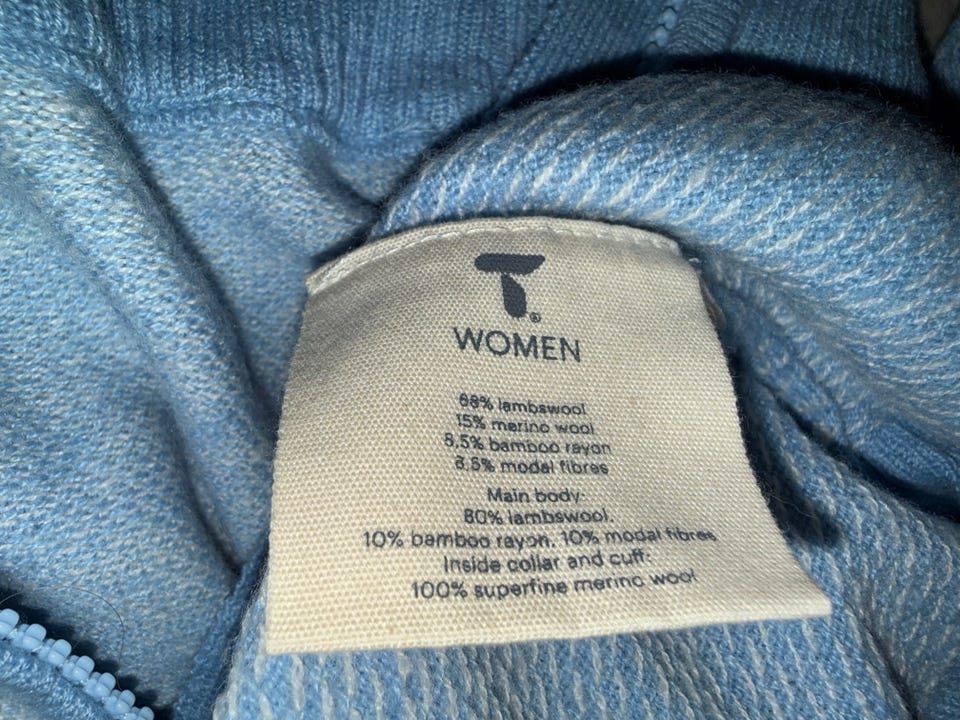 T®
WOMEN
68% lambswool
15% merino wool
8.5% bamboo rayon
8.5% modal fibres
Main body:
80% lambswool,
10% bamboo rayon, 10% modal fibres
Inside collar and cuff:
100% superfine merino wool